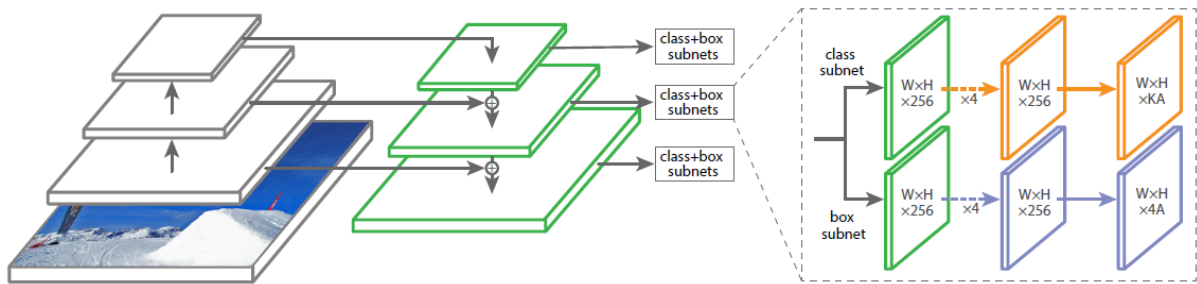 class+box
subnets
class+box
subnets
class+box
subnets
class
subnet
W×H
×256
×4
W×H
×256
W×H
×KA
box
subnet
W×H
×256
×4
W×H
×256
W×H
×4A